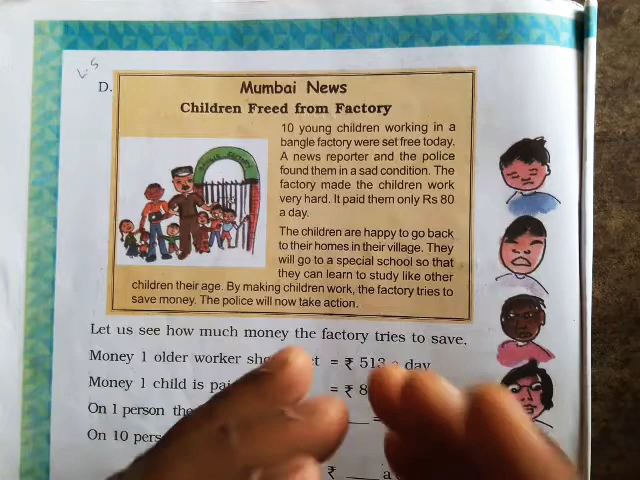 L.S
D.
Mumbai News
Children Freed from Factory
BANGLE FACTORY
10 young children working in a
bangle factory were set free today.
A news reporter and the police
found them in a sad condition. The
factory made the children work
very hard. It paid them only Rs 80
a day.
The children are happy to go back
to their homes in their village. They
will go to a special school so that
they can learn to study like other
children their age. By making children work, the factory tries to
save money. The police will now take action.
Let us see how much money the factory tries to save.
Money 1 older worker = ₹ 513 a day
Money 1 child is = ₹
On 1 person =
On 10
₹ ___